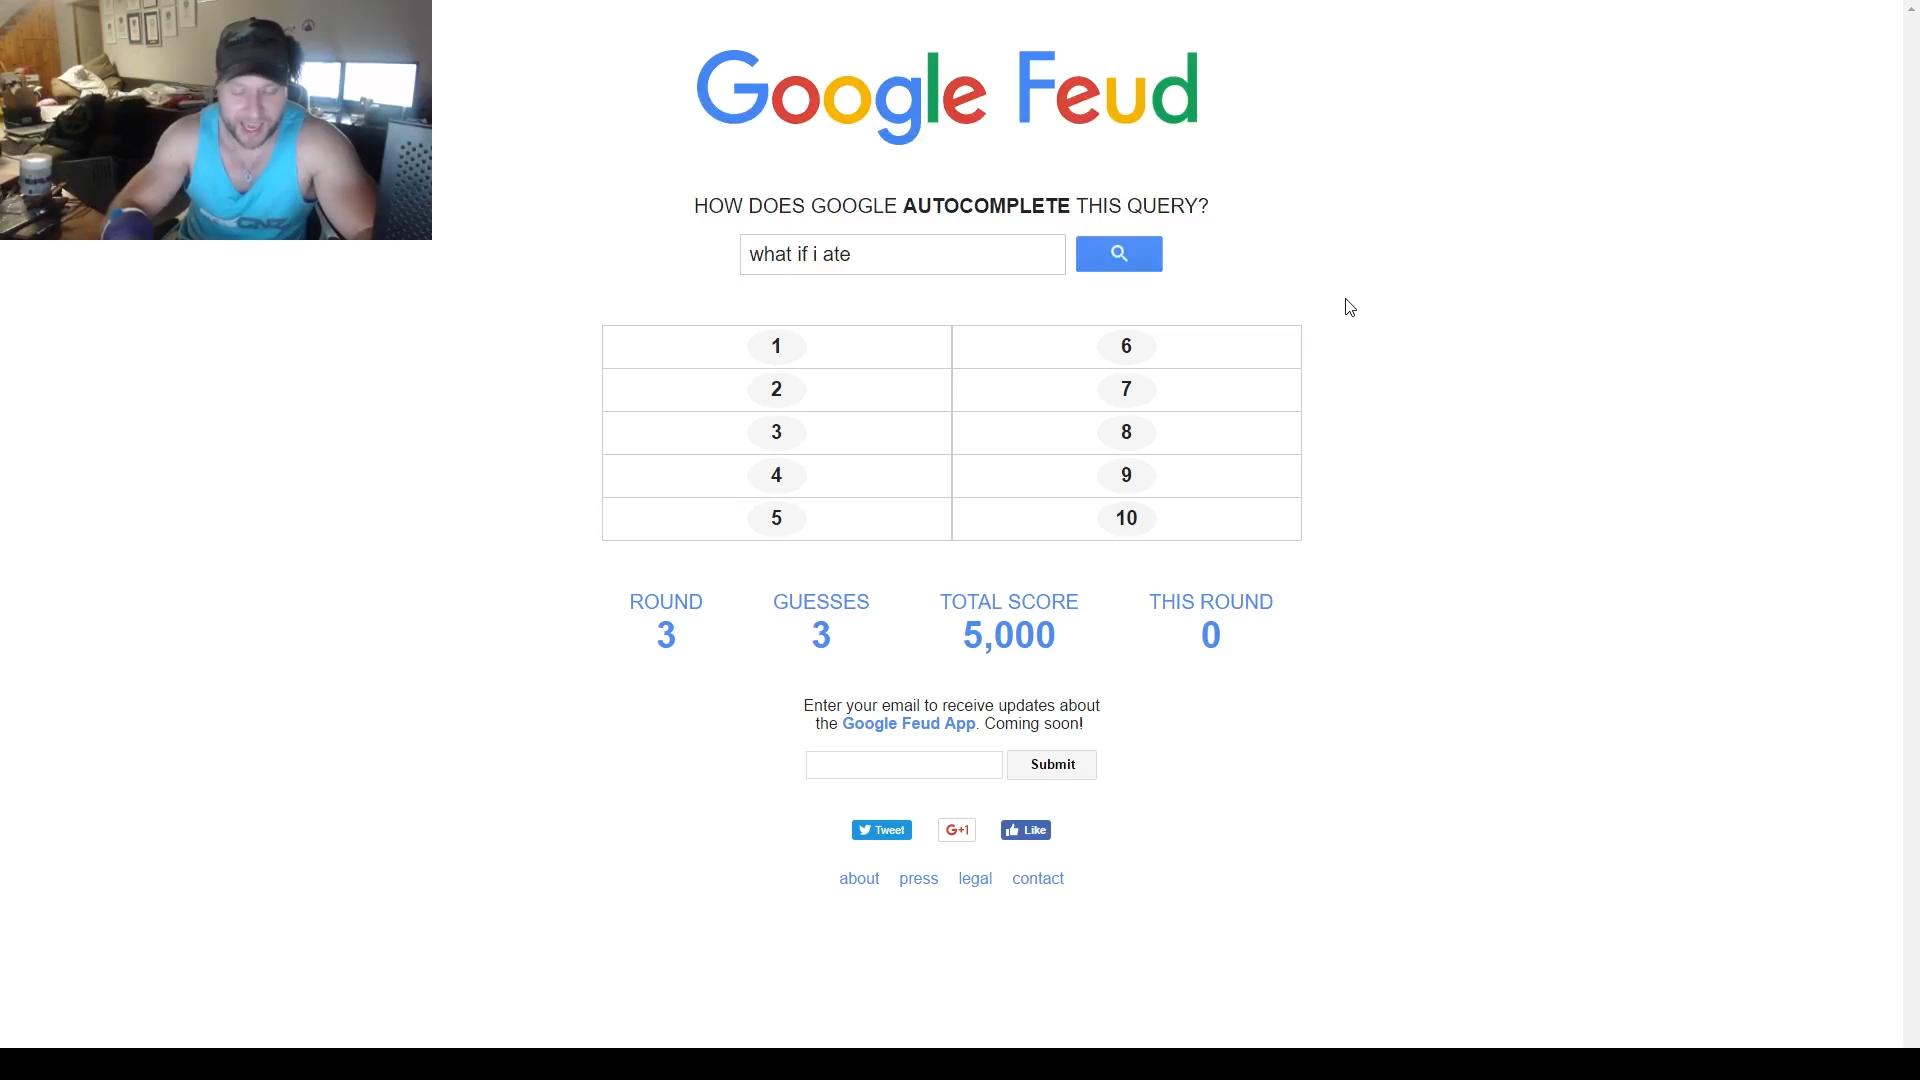 Google Feud
HOW DOES GOOGLE AUTOCOMPLETE THIS QUERY?
what if i ate
1
2
3
4
5
6
7
8
9
10
ROUND
3
GUESSES
3
TOTAL SCORE
5,000
THIS ROUND
0
Enter your email to receive updates about
the Google Feud App. Coming soon!
Submit
Tweet
G+1
Like
about press legal contact